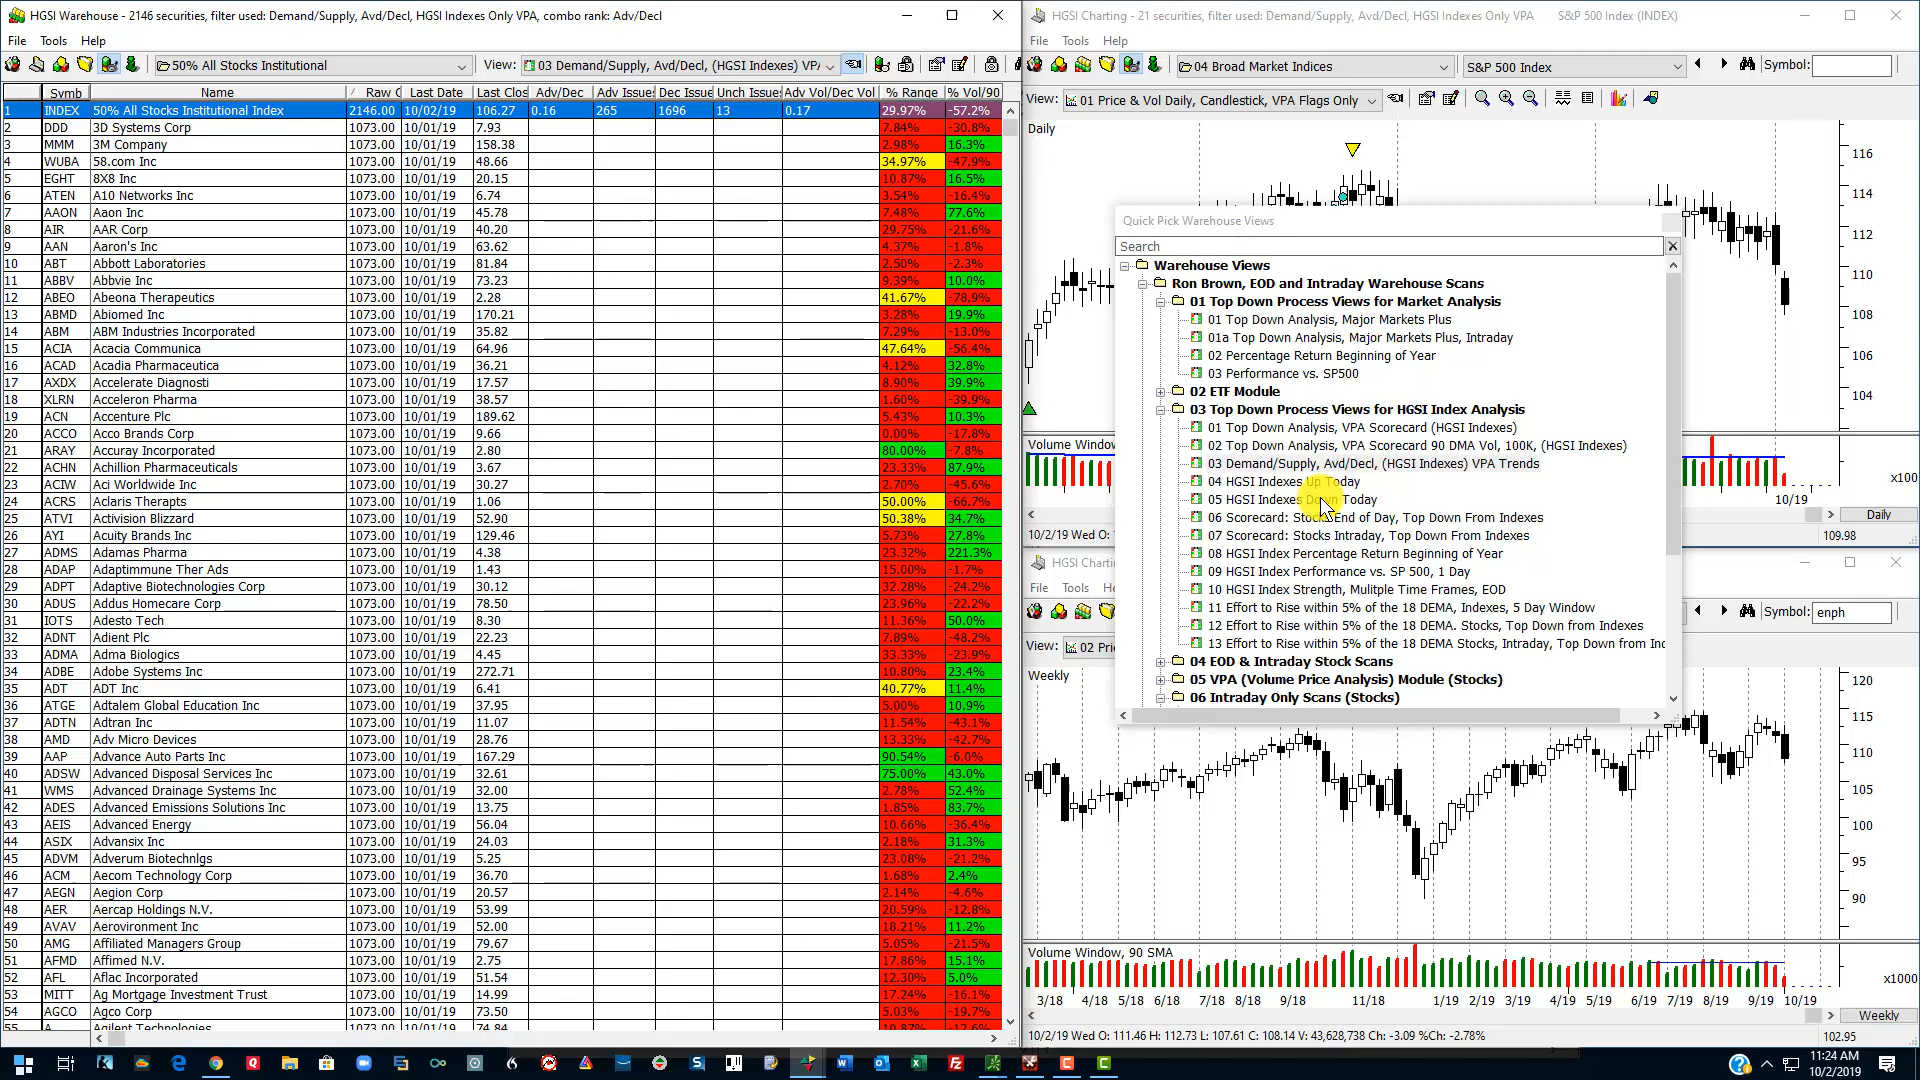 HGSI Warehouse - 2146 securities, filter used: Demand/Supply, Avd/Decl, HGSI Indexes Only VPA, combo rank: Adv/Decl
File Tools Help
50% All Stocks Institutional View: 03 Demand/Supply, Avd/Decl, (HGSI Indexes) VPA
Symb Name Raw C Last Date Last Clos Adv/Dec Adv Issues Dec Issues Unch Issues Adv Vol/Dec Vol % Range % Vol/90
1 INDEX 50% All Stocks Institutional Index 2146.00 10/02/19 106.27 0.16 265 1696 13 0.17 29.97% -57.2%
2 DDD 3D Systems Corp 1073.00 10/01/19 7.93 7.84% -30.8%
3 MMM 3M Company 1073.00 10/01/19 158.38 2.98% 16.3%
4 WUBA 58.com Inc 1073.00 10/01/19 48.66 34.97% -47.9%
5 EGHT 8X8 Inc 1073.00 10/01/19 20.15 10.87% 16.5%
6 ATEN A10 Networks Inc 1073.00 10/01/19 6.74 3.54% -16.4%
7 AAON Aaon Inc 1073.00 10/01/19 45.78 7.48% 77.6%
8 AIR AAR Corp 1073.00 10/01/19 40.20 29.75% -21.6%
9 AAN Aaron's Inc 1073.00 10/01/19 63.62 4.37% -1.8%
10 ABT Abbott Laboratories 1073.00 10/01/19 81.84 2.50% -2.3%
11 ABBV Abbvie Inc 1073.00 10/01/19 73.23 9.39% 10.0%
12 ABEO Abeona Therapeutics 1073.00 10/01/19 2.28 41.67% -78.9%
13 ABMD Abiomed Inc 1073.00 10/01/19 170.21 3.28% 19.9%
14 ABM ABM Industries Incorporated 1073.00 10/01/19 35.82 7.29% -13.0%
15 ACIA Acacia Communica 1073.00 10/01/19 64.96 47.64% -56.4%
16 ACAD Acadia Pharmaceutica 1073.00 10/01/19 36.21 4.12% 32.8%
17 AXDX Accelerate Diagnosti 1073.00 10/01/19 17.57 8.90% 39.9%
18 XLRN Acceleron Pharma 1073.00 10/01/19 38.57 1.60% -39.9%
19 ACN Accenture Plc 1073.00 10/01/19 189.62 5.43% 10.3%
20 ACCO Acco Brands Corp 1073.00 10/01/19 9.66 0.00% -17.8%
21 ARAY Accuray Incorporated 1073.00 10/01/19 2.80 80.00% -7.8%
22 ACHN Achillion Pharmaceuticals 1073.00 10/01/19 3.67 23.33% 87.9%
23 ACIW Aci Worldwide Inc 1073.00 10/01/19 30.27 2.70% -45.6%
24 ACRS Aclaris Therapts 1073.00 10/01/19 1.06 50.00% -66.7%
25 ATVI Activision Blizzard 1073.00 10/01/19 52.90 50.38% 34.7%
26 AYI Acuity Brands Inc 1073.00 10/01/19 129.46 5.73% 27.8%
27 ADMS Adamas Pharma 1073.00 10/01/19 4.38 23.32% 221.3%
28 ADAP Adaptimmune Ther Ads 1073.00 10/01/19 1.43 15.00% -1.7%
29 ADPT Adaptive Biotechnologies Corp 1073.00 10/01/19 30.12 32.28% -24.2%
30 ADUS Addus Homecare Corp 1073.00 10/01/19 78.50 23.96% -22.2%
31 IOTS Adesto Tech 1073.00 10/01/19 8.30 11.36% 50.0%
32 ADNT Adient Plc 1073.00 10/01/19 22.23 7.89% -48.2%
33 ADMA Adma Biologics 1073.00 10/01/19 4.45 33.33% -23.9%
34 ADBE Adobe Systems Inc 1073.00 10/01/19 272.71 10.80% 23.4%
35 ADT ADT Inc 1073.00 10/01/19 6.41 40.77% 11.4%
36 ATGE Adtalem Global Education Inc 1073.00 10/01/19 37.95 5.00% 10.9%
37 ADTN Adtran Inc 1073.00 10/01/19 11.07 11.54% -43.1%
38 AMD Adv Micro Devices 1073.00 10/01/19 28.76 13.33% -42.7%
39 AAP Advance Auto Parts Inc 1073.00 10/01/19 167.29 90.54% -6.0%
40 ADSW Advanced Disposal Services Inc 1073.00 10/01/19 32.61 75.00% 43.0%
41 WMS Advanced Drainage Systems Inc 1073.00 10/01/19 32.00 2.78% 52.4%
42 ADES Advanced Emissions Solutions Inc 1073.00 10/01/19 13.75 1.85% 83.7%
43 AEIS Advanced Energy 1073.00 10/01/19 56.04 10.66% -36.4%
44 ASIX Advansix Inc 1073.00 10/01/19 24.03 2.18% 31.3%
45 ADVM Adverum Biotechnlgs 1073.00 10/01/19 5.25 23.08% -21.2%
46 ACM Aecom Technology Corp 1073.00 10/01/19 36.70 1.68% 2.4%
47 AEGN Aegion Corp 1073.00 10/01/19 20.57 2.14% -4.6%
48 AER Aercap Holdings N.V. 1073.00 10/01/19 53.99 20.59% -12.8%
49 AVAV Aerovironment Inc 1073.00 10/01/19 52.00 18.21% 11.2%
50 AMG Affiliated Managers Group 1073.00 10/01/19 79.67 5.05% -21.5%
51 AFMD Affimed N.V. 1073.00 10/01/19 2.75 17.86% 15.1%
52 AFL Aflac Incorporated 1073.00 10/01/19 51.54 12.30% 5.0%
53 MITT Ag Mortgage Investment Trust 1073.00 10/01/19 14.99 17.24% -16.1%
54 AGCO Agco Corp 1073.00 10/01/19 73.50 5.03% -19.7%
55 A Agilent Technologies 1073.00 10/01/19 74.84 10.87% -12.6%
HGSI Charting - 21 securities, filter used: Demand/Supply, Avd/Decl, HGSI Indexes Only VPA S&P 500 Index (INDEX)
File Tools Help
04 Broad Market Indices S&P 500 Index Symbol:
View: 01 Price & Vol Daily, Candlestick, VPA Flags Only
Daily
116
114
112
110
108
106
104
Volume Window
x100
10/19
Daily
10/2/19 Wed O: 109.98
Quick Pick Warehouse Views
Search
Warehouse Views
Ron Brown, EOD and Intraday Warehouse Scans
01 Top Down Process Views for Market Analysis
01 Top Down Analysis, Major Markets Plus
01a Top Down Analysis, Major Markets Plus, Intraday
02 Percentage Return Beginning of Year
03 Performance vs. SP500
02 ETF Module
03 Top Down Process Views for HGSI Index Analysis
01 Top Down Analysis, VPA Scorecard (HGSI Indexes)
02 Top Down Analysis, VPA Scorecard 90 DMA Vol, 100K, (HGSI Indexes)
03 Demand/Supply, Avd/Decl, (HGSI Indexes) VPA Trends
04 HGSI Indexes Up Today
05 HGSI Indexes Down Today
06 Scorecard: Stocks End of Day, Top Down From Indexes
07 Scorecard: Stocks Intraday, Top Down From Indexes
08 HGSI Index Percentage Return Beginning of Year
09 HGSI Index Performance vs. SP 500, 1 Day
10 HGSI Index Strength, Mulitple Time Frames, EOD
11 Effort to Rise within 5% of the 18 DEMA, Indexes, 5 Day Window
12 Effort to Rise within 5% of the 18 DEMA. Stocks, Top Down from Indexes
13 Effort to Rise within 5% of the 18 DEMA Stocks, Intraday, Top Down from Inc
04 EOD & Intraday Stock Scans
05 VPA (Volume Price Analysis) Module (Stocks)
06 Intraday Only Scans (Stocks)
HGSI Charti
File Tools He
Symbol: enph
View: 02 Pri
Weekly
120
115
110
105
100
95
90
Volume Window, 90 SMA
x1000
3/18 4/18 5/18 6/18 7/18 8/18 9/18 11/18 1/19 2/19 3/19 4/19 5/19 6/19 7/19 8/19 9/19 10/19
Weekly
10/2/19 Wed O: 111.46 H: 112.73 L: 107.61 C: 108.14 V: 43,628,738 Ch: -3.09 %Ch: -2.78% 102.95
11:24 AM
10/2/2019